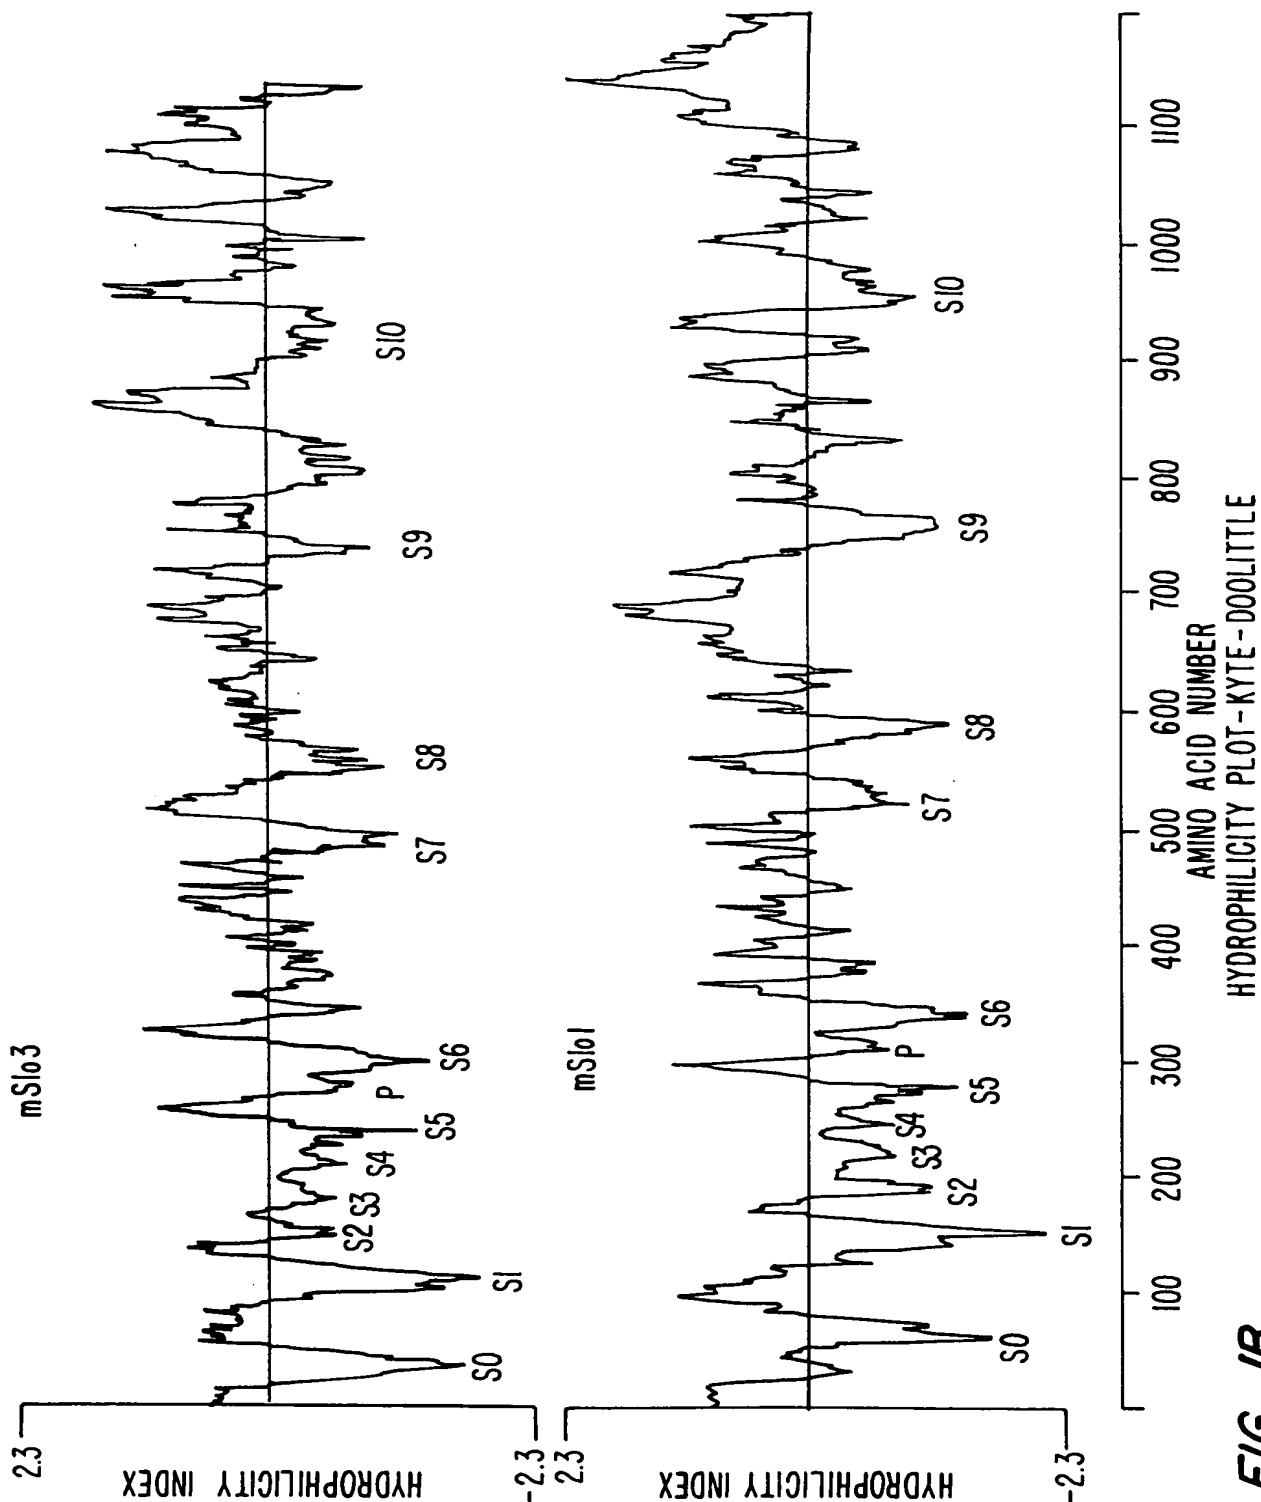 mSlo3
2.3
HYDROPHILICITY INDEX
-2.3
S0
S1
S2
S3
S4
S5
P
S6
S7
S8
S9
S10
mSlo1
2.3
HYDROPHILICITY INDEX
-2.3
S0
S1
S2
S3
S4
S5
P
S6
S7
S8
S9
S10
100 200 300 400 500 600 700 800 900 1000 1100
AMINO ACID NUMBER
HYDROPHILICITY PLOT-KYTE-DOOLITTLE
FIG. 1B